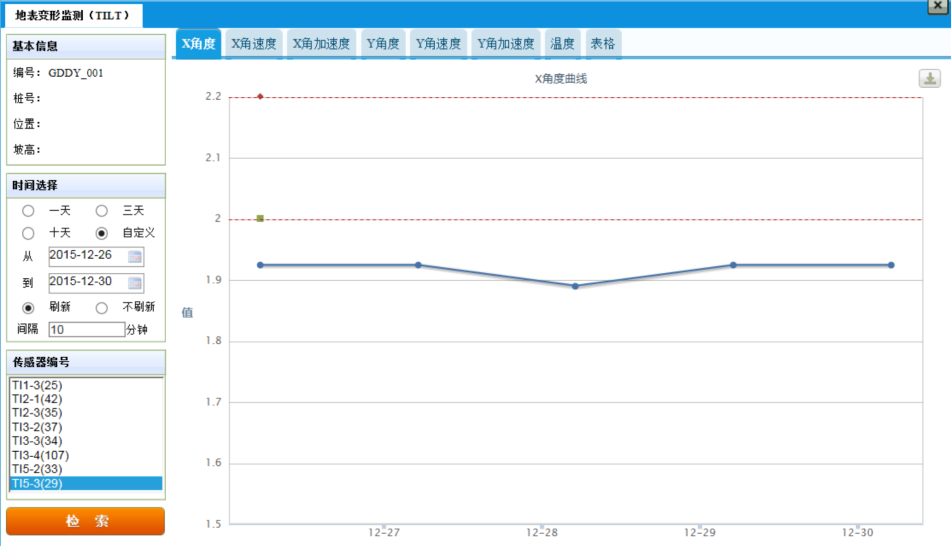 地表变形监测（TILT）
基本信息
编号：GDDY_001
桩号：
位置：
坡高：
时间选择
一天 三天
十天 自定义
从 2015-12-26
到 2015-12-30
刷新 不刷新
间隔 10 分钟
传感器编号
TI1-3(25)
TI2-1(42)
TI2-3(35)
TI3-2(37)
TI3-3(34)
TI3-4(107)
TI5-2(33)
TI5-3(29)
检 索
X角度 X角速度 X角加速度 Y角度 Y角速度 Y角加速度 温度 表格
X角度曲线
值
2.2
2.1
2
1.9
1.8
1.7
1.6
1.5
12-27 12-28 12-29 12-30